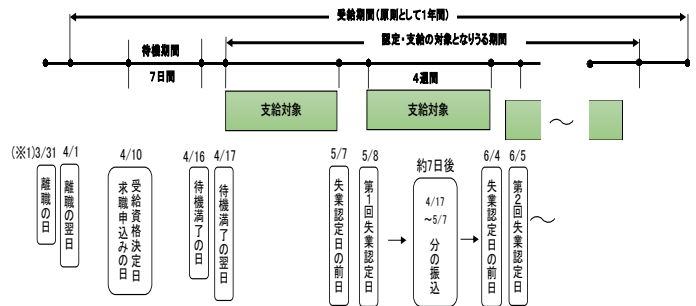 受給期間（原則として1年間）
待機期間
認定・支給の対象となりうる期間
7日間
4週間
支給対象
支給対象
～
(※1)3/31
4/1
4/10
4/16
4/17
5/7
5/8
約7日後
6/4
6/5
離職の日
離職の翌日
受給資格決定日
求職申込みの日
待機満了の日
待機満了の翌日
失業認定日の前日
第1回失業認定日
4/17
～5/7
分の振込
失業認定日の前日
第2回失業認定日
～